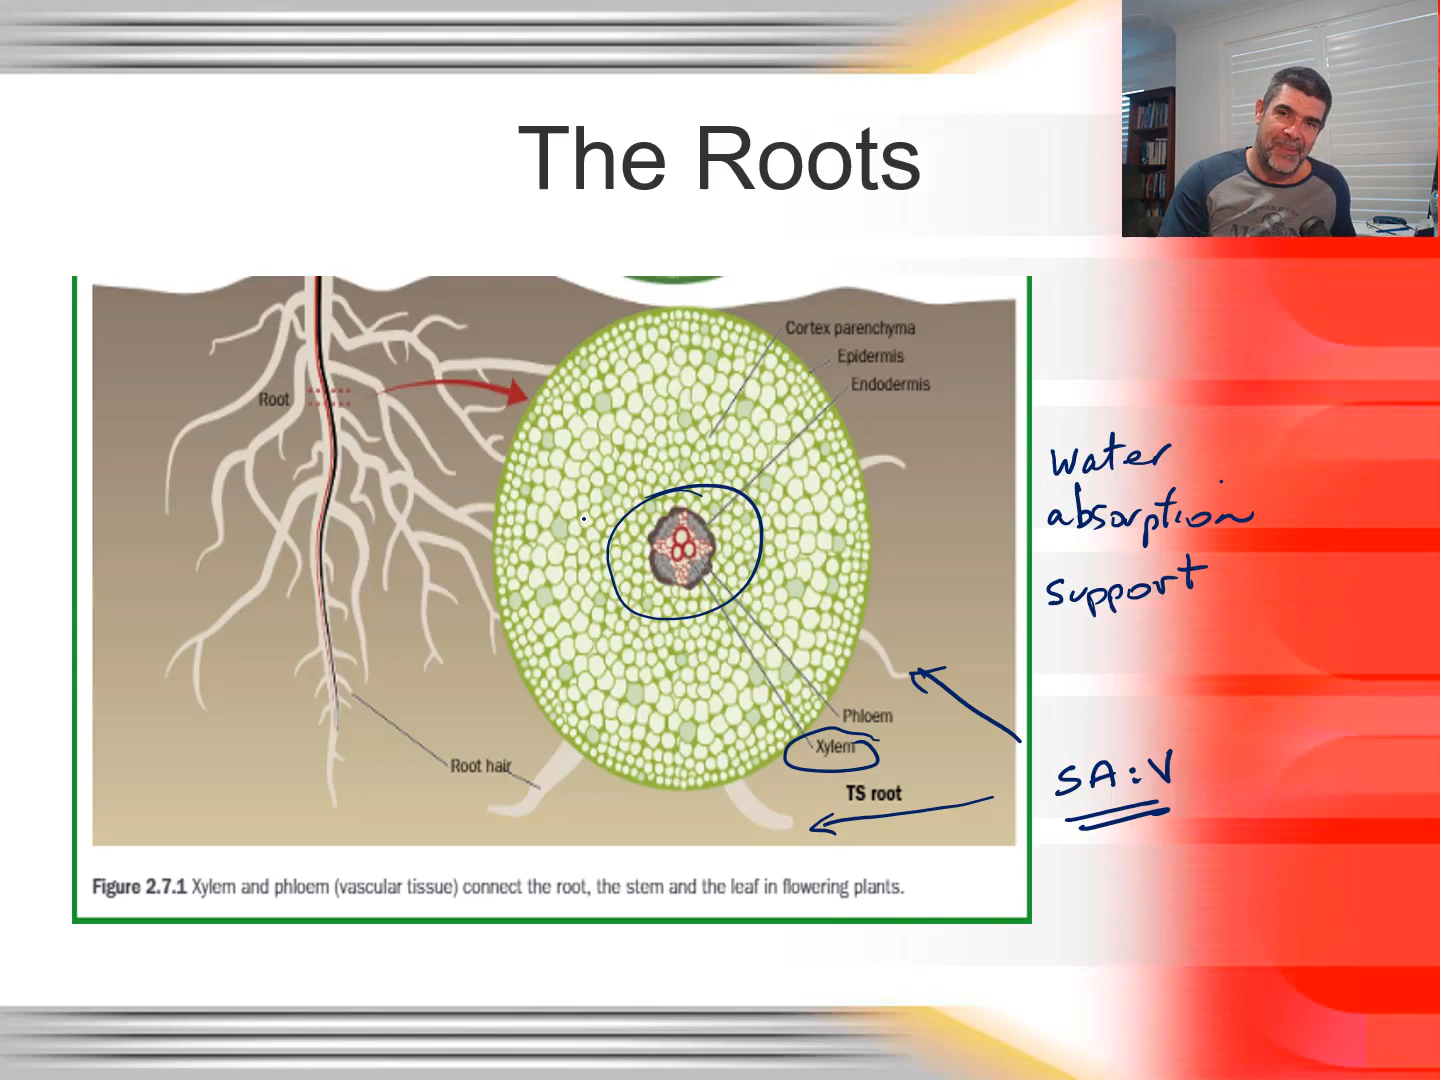 The Roots
Cortex parenchyma
Epidermis
Endodermis
Root
water
absorption
support
Phloem
Xylem
Root hair
TS root
SA:V
Figure 2.7.1 Xylem and phloem (vascular tissue) connect the root, the stem and the leaf in flowering plants.